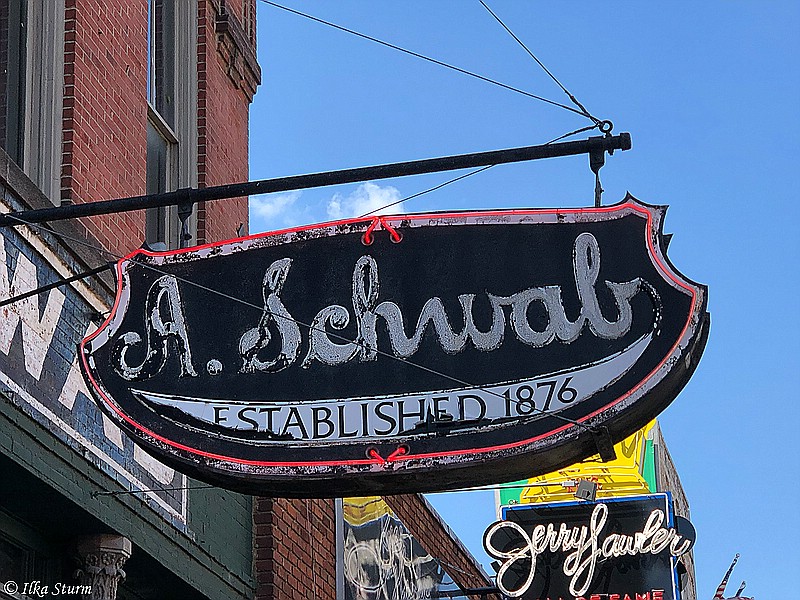 A. Schwab
ESTABLISHED 1876
Jerry Lawler
© Ilka Sturm